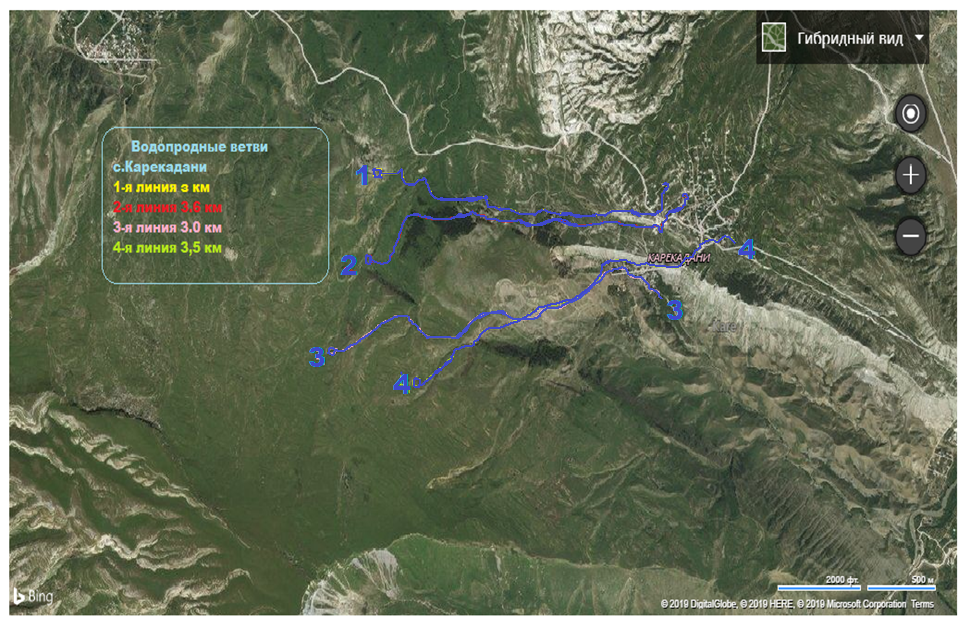 Гибридный вид
Водопродные ветви
с.Карекадани
1-я линия з км
2-я линия 3.6 им
3-я линия 3.0 км
4-я линия 3,5 км
1
2
3
4
4
3
КАРЕКАДАНИ
2000 фт.
500 м
Bing
© 2019 DigitalGlobe, © 2019 HERE, © 2019 Microsoft Corporation Terms